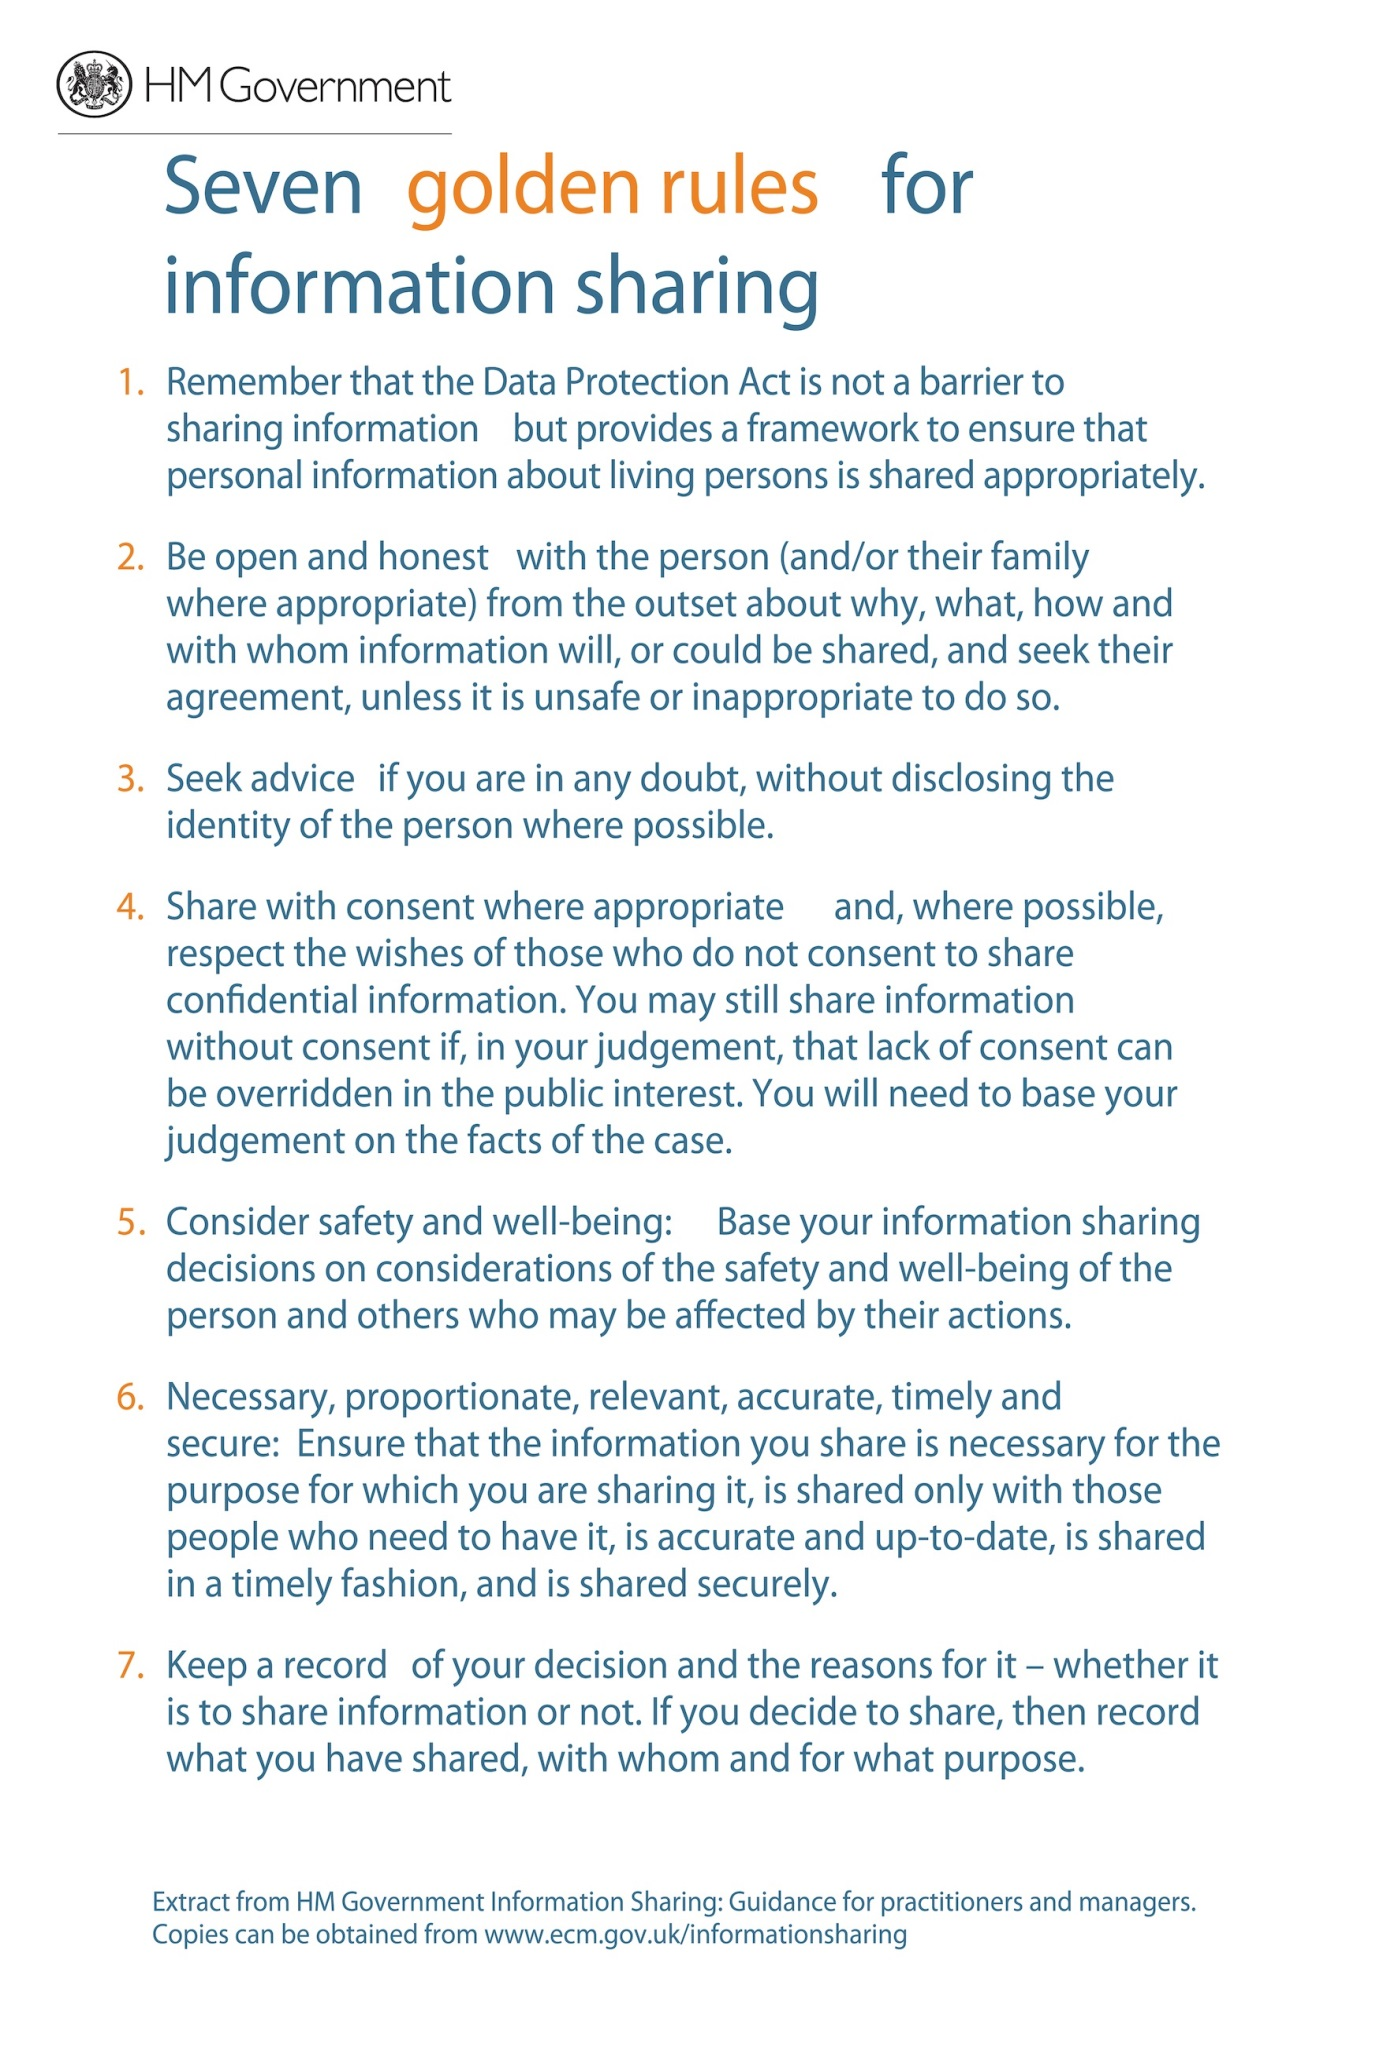 HM Government
Seven golden rules for
information sharing
1. Remember that the Data Protection Act is not a barrier to
sharing information but provides a framework to ensure that
personal information about living persons is shared appropriately.
2. Be open and honest with the person (and/or their family
where appropriate) from the outset about why, what, how and
with whom information will, or could be shared, and seek their
agreement, unless it is unsafe or inappropriate to do so.
3. Seek advice if you are in any doubt, without disclosing the
identity of the person where possible.
4. Share with consent where appropriate and, where possible,
respect the wishes of those who do not consent to share
confidential information. You may still share information
without consent if, in your judgement, that lack of consent can
be overridden in the public interest. You will need to base your
judgement on the facts of the case.
5. Consider safety and well-being: Base your information sharing
decisions on considerations of the safety and well-being of the
person and others who may be affected by their actions.
6. Necessary, proportionate, relevant, accurate, timely and
secure: Ensure that the information you share is necessary for the
purpose for which you are sharing it, is shared only with those
people who need to have it, is accurate and up-to-date, is shared
in a timely fashion, and is shared securely.
7. Keep a record of your decision and the reasons for it – whether it
is to share information or not. If you decide to share, then record
what you have shared, with whom and for what purpose.
Extract from HM Government Information Sharing: Guidance for practitioners and managers.
Copies can be obtained from www.ecm.gov.uk/informationsharing